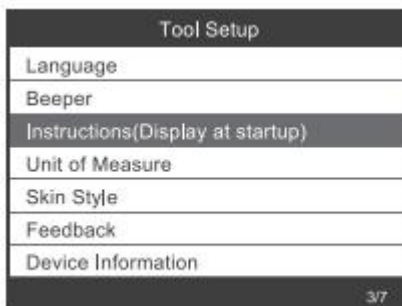 Tool Setup
Language
Beeper
Instructions(Display at startup)
Unit of Measure
Skin Style
Feedback
Device Information
3/7